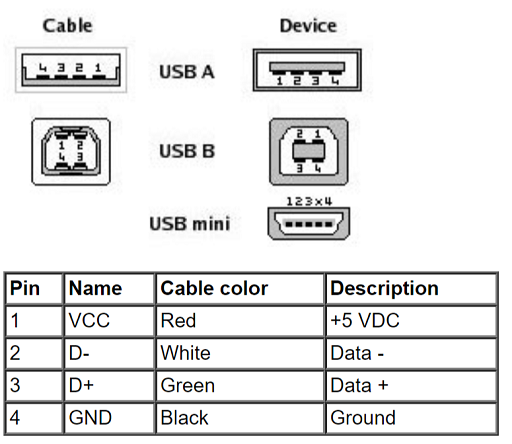 Cable Device
4 3 2 1 USB A 1 2 3 4
1 2 USB B 2 1
4 3 3 4
123x4
USB mini
Pin Name Cable color Description
1 VCC Red +5 VDC
2 D- White Data -
3 D+ Green Data +
4 GND Black Ground